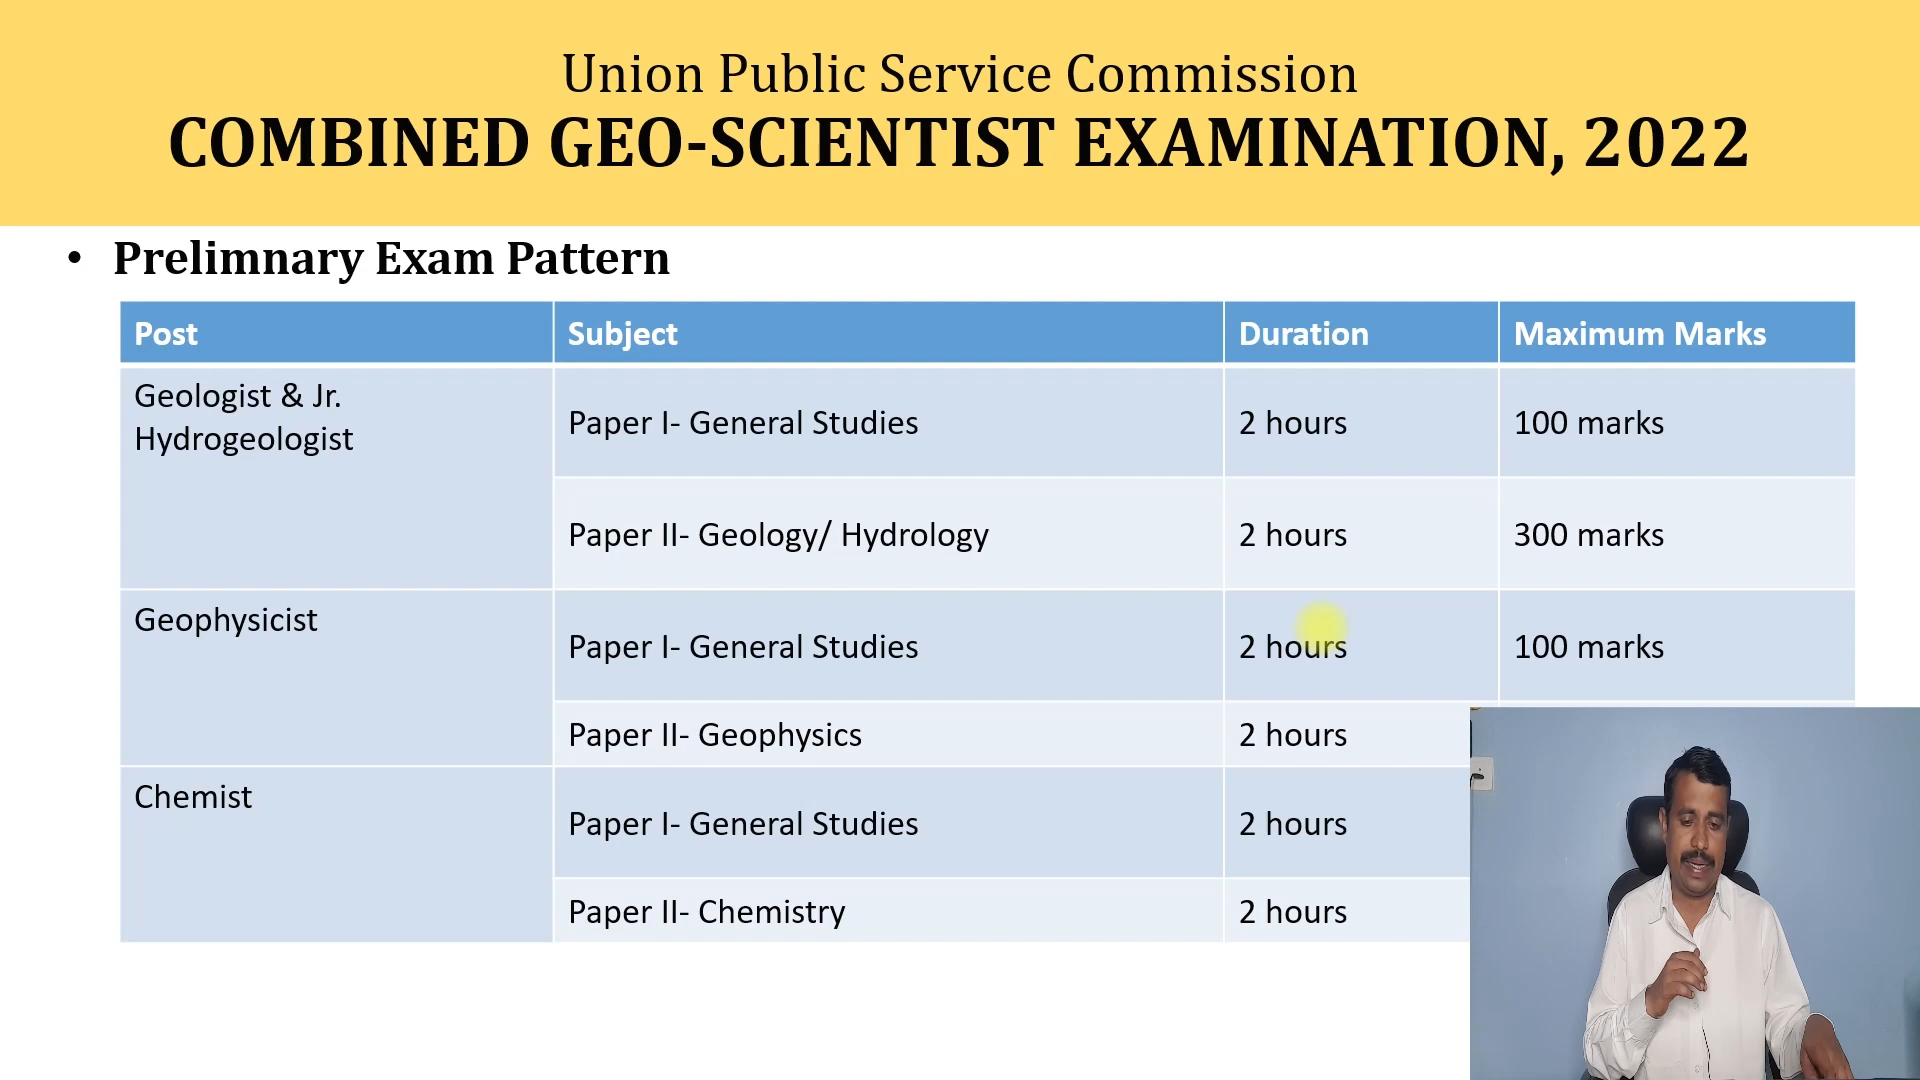 Union Public Service Commission
COMBINED GEO-SCIENTIST EXAMINATION, 2022
• Prelimnary Exam Pattern
Post Subject Duration Maximum Marks
Geologist & Jr.
Hydrogeologist
Paper I- General Studies 2 hours 100 marks
Paper II- Geology/ Hydrology 2 hours 300 marks
Geophysicist
Paper I- General Studies 2 hours 100 marks
Paper II- Geophysics 2 hours
Chemist
Paper I- General Studies 2 hours
Paper II- Chemistry 2 hours